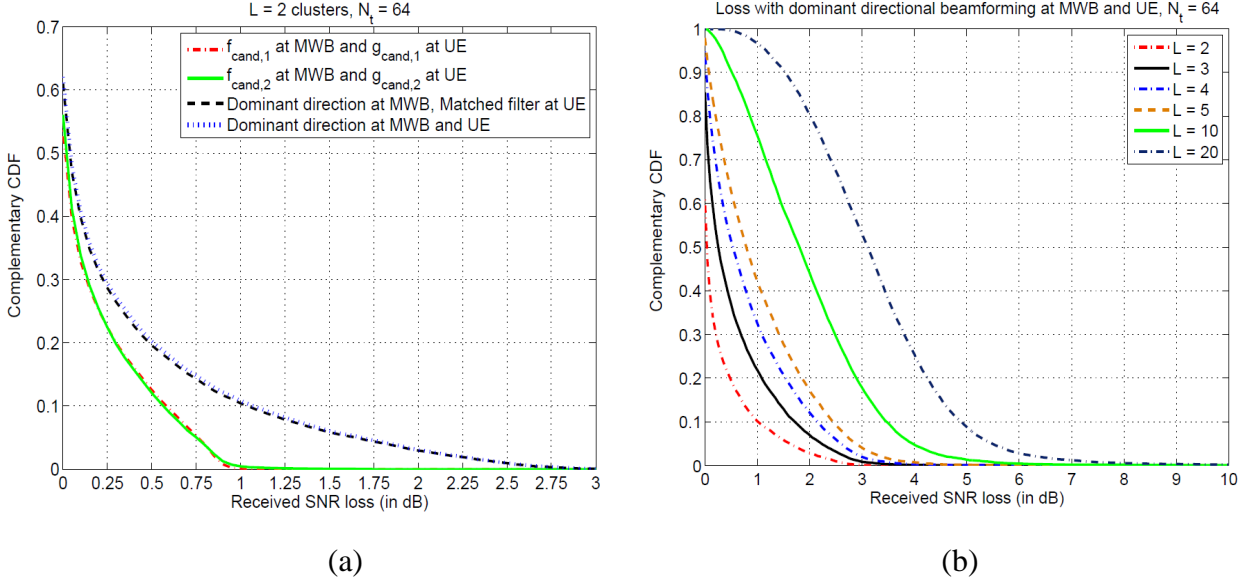 L = 2 clusters, N_t = 64
f_cand,1 at MWB and g_cand,1 at UE
f_cand,2 at MWB and g_cand,2 at UE
Dominant direction at MWB, Matched filter at UE
Dominant direction at MWB and UE
Complementary CDF
0.7
0.6
0.5
0.4
0.3
0.2
0.1
0
0 0.25 0.5 0.75 1 1.25 1.5 1.75 2 2.25 2.5 2.75 3
Received SNR loss (in dB)
(a)
Loss with dominant directional beamforming at MWB and UE, N_t = 64
L = 2
L = 3
L = 4
L = 5
L = 10
L = 20
Complementary CDF
1
0.9
0.8
0.7
0.6
0.5
0.4
0.3
0.2
0.1
0
0 1 2 3 4 5 6 7 8 9 10
Received SNR loss (in dB)
(b)